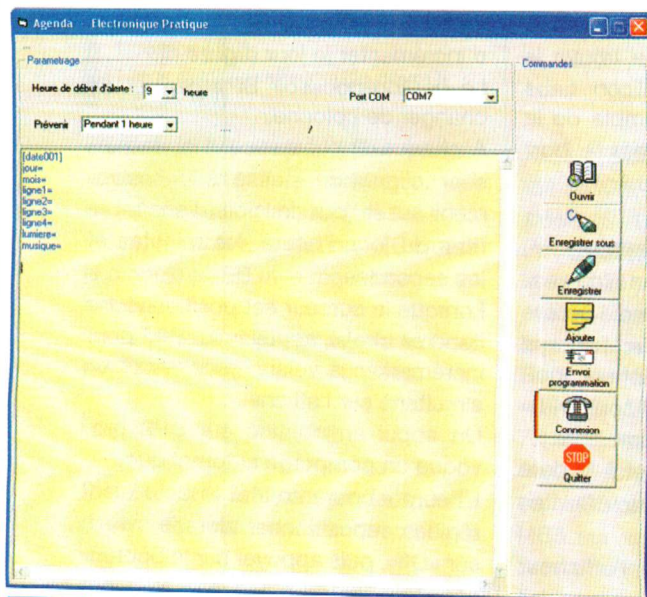 Agenda Electronique Pratique
Parametrage
Heure de début d'alerte : 9 heure
Port COM COM7
Prévenir Pendant 1 heure
[date001]
jour=
mois=
ligne1=
ligne2=
ligne3=
ligne4=
lumiere=
musique=
Commandes
Ouvrir
Enregistrer sous
Enregistrer
Ajouter
Envoi
programmation
Connexion
STOP
Quitter